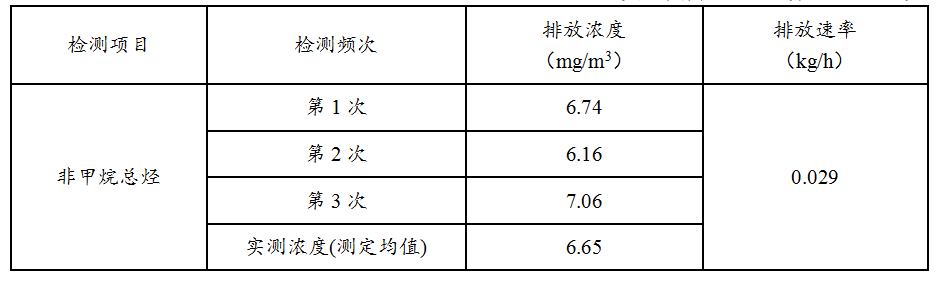 检测项目
检测频次
排放浓度
（mg/m³）
排放速率
（kg/h）
非甲烷总烃
第 1 次
6.74
0.029
第 2 次
6.16
第 3 次
7.06
实测浓度(测定均值)
6.65